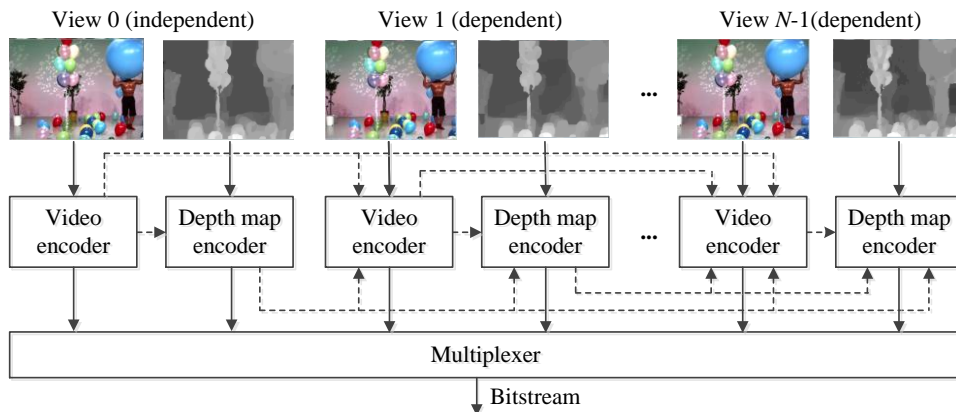 View 0 (independent)
View 1 (dependent)
View N-1(dependent)
...
Video
encoder
Depth map
encoder
Video
encoder
Depth map
encoder
...
Video
encoder
Depth map
encoder
Multiplexer
Bitstream